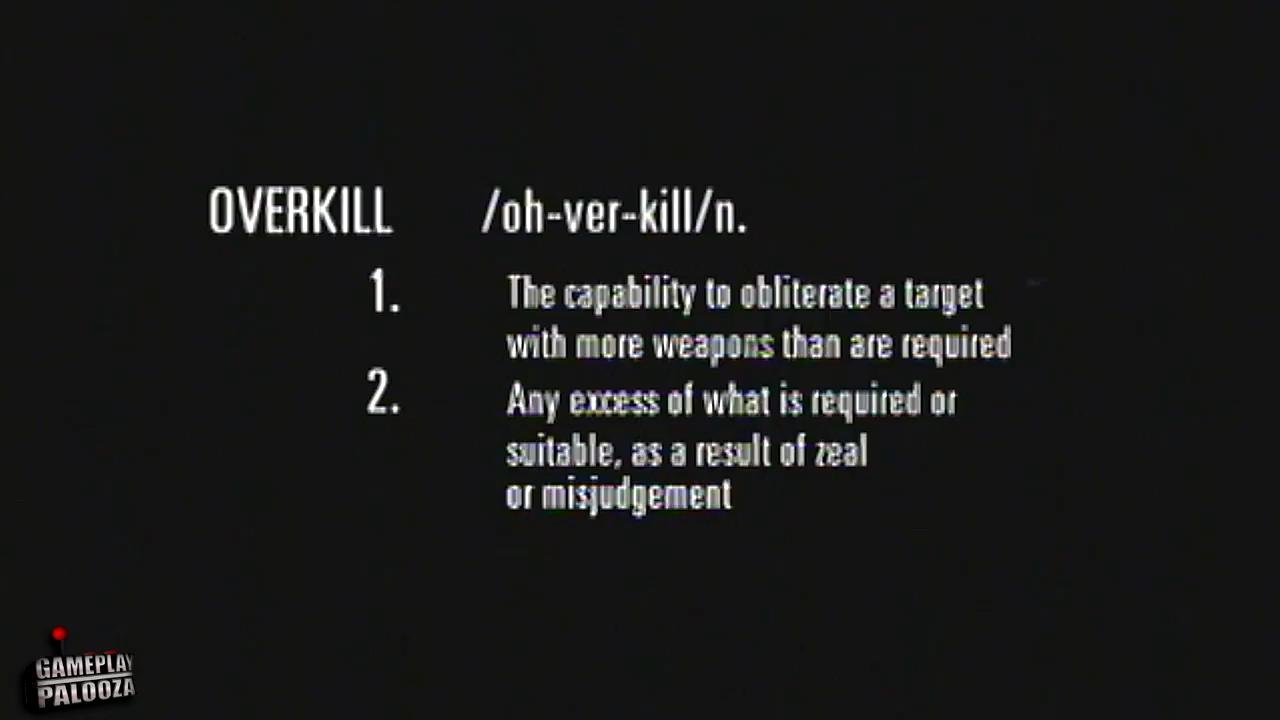 OVERKILL /oh-ver-kill/n.
1. The capability to obliterate a target
with more weapons than are required
2. Any excess of what is required or
suitable, as a result of zeal
or misjudgement
GAMEPLAY
PALOOZA